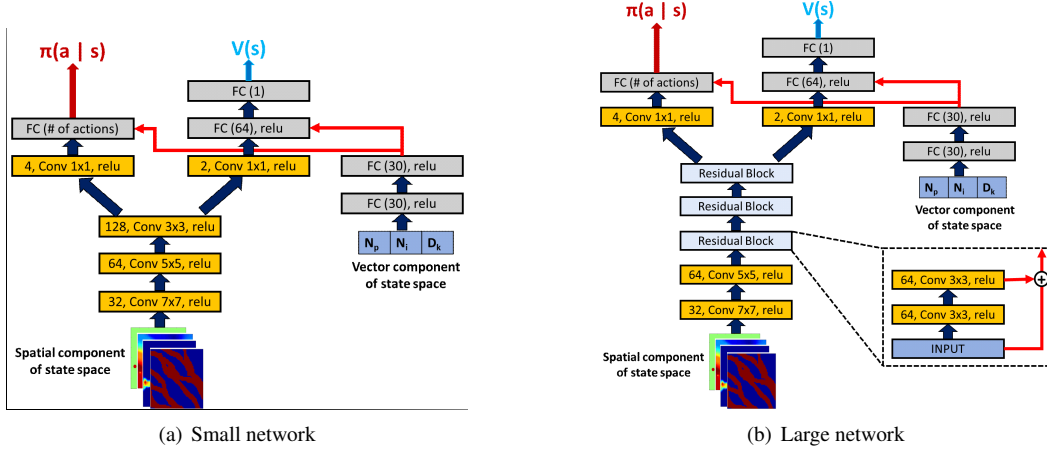 π(a | s)
V(s)
FC (1)
FC (# of actions)
FC (64), relu
4, Conv 1x1, relu
2, Conv 1x1, relu
FC (30), relu
FC (30), relu
128, Conv 3x3, relu
64, Conv 5x5, relu
32, Conv 7x7, relu
Np Ni Dk
Vector component
of state space
Spatial component
of state space
(a) Small network
π(a | s)
V(s)
FC (1)
FC (# of actions)
FC (64), relu
4, Conv 1x1, relu
2, Conv 1x1, relu
FC (30), relu
FC (30), relu
Np Ni Dk
Vector component
of state space
Residual Block
Residual Block
Residual Block
64, Conv 5x5, relu
32, Conv 7x7, relu
64, Conv 3x3, relu
+
64, Conv 3x3, relu
INPUT
Spatial component
of state space
(b) Large network